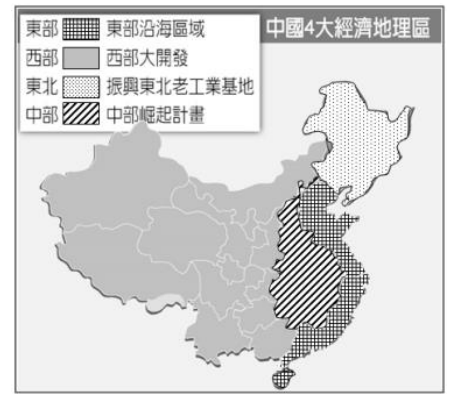 中國4大經濟地理區
東部 東部沿海區域
西部 西部大開發
東北 振興東北老工業基地
中部 中部崛起計畫